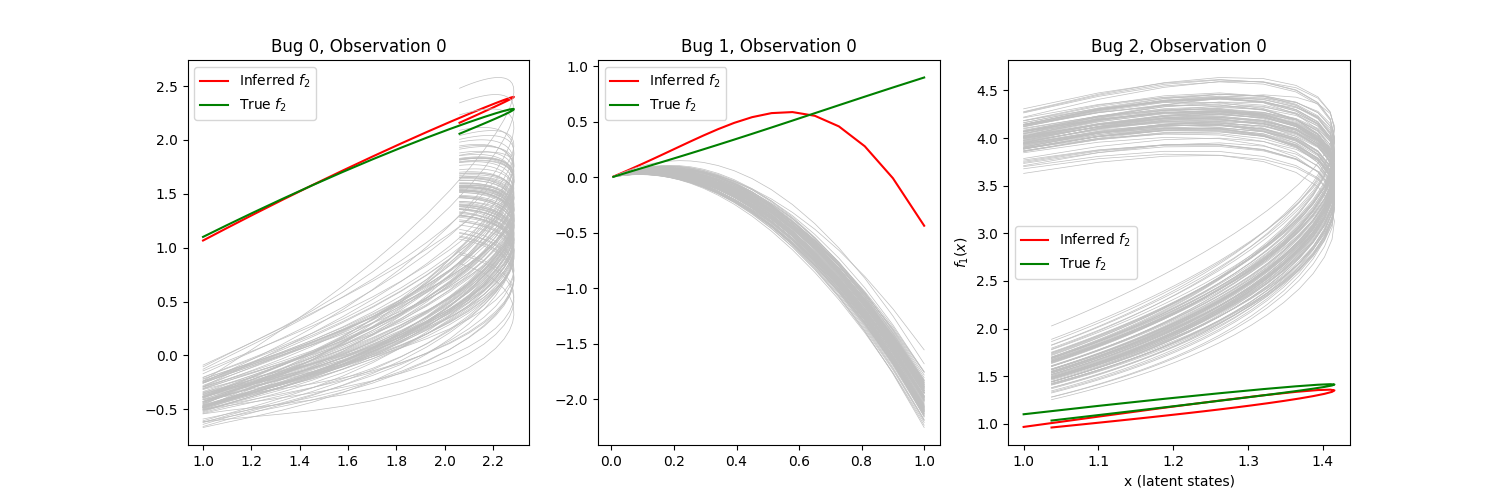 Bug 0, Observation 0
Inferred f₂
True f₂
2.5
2.0
1.5
1.0
0.5
0.0
−0.5
1.0 1.2 1.4 1.6 1.8 2.0 2.2
Bug 1, Observation 0
Inferred f₂
True f₂
1.0
0.5
0.0
−0.5
−1.0
−1.5
−2.0
0.0 0.2 0.4 0.6 0.8 1.0
Bug 2, Observation 0
Inferred f₂
True f₂
f₁(x)
4.5
4.0
3.5
3.0
2.5
2.0
1.5
1.0
1.0 1.1 1.2 1.3 1.4
x (latent states)